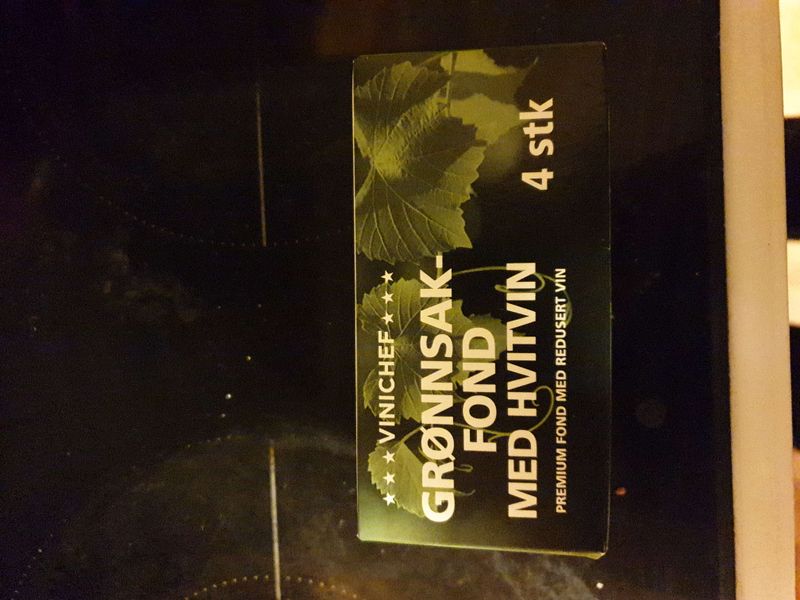 ★★★ VINICHEF ★★★
GRØNNSAK-
FOND
MED HVITVIN
PREMIUM FOND MED REDUSERT VIN
4 stk